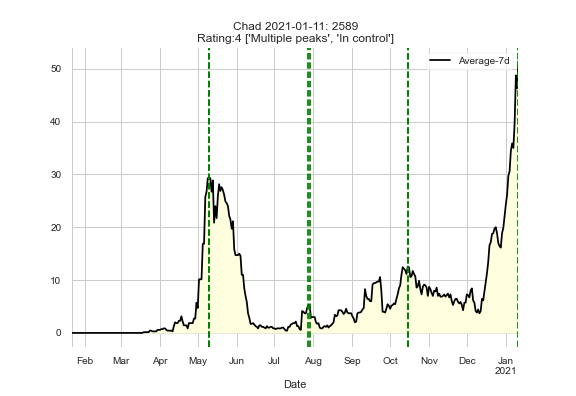 Chad 2021-01-11: 2589
Rating:4 ['Multiple peaks', 'In control']
Average-7d
50
40
30
20
10
0
Feb Mar Apr May Jun Jul Aug Sep Oct Nov Dec Jan
2021
Date